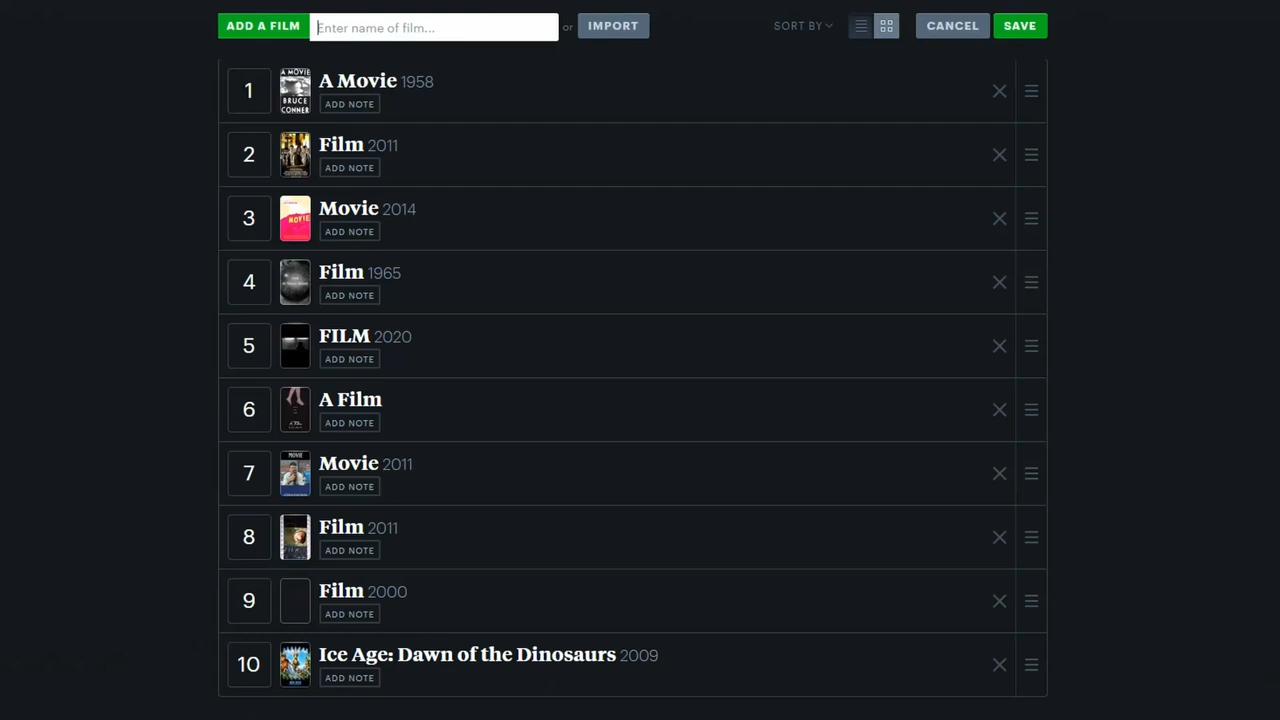 ADD A FILM Enter name of film... or IMPORT SORT BY CANCEL SAVE
1 A MOVIE BRUCE CONNER A Movie 1958
ADD NOTE
2 Film 2011
ADD NOTE
3 MOVIE Movie 2014
ADD NOTE
4 Film 1965
ADD NOTE
5 FILM 2020
ADD NOTE
6 A Film
ADD NOTE
7 MOVIE Movie 2011
ADD NOTE
8 Film 2011
ADD NOTE
9 Film 2000
ADD NOTE
10 Ice Age: Dawn of the Dinosaurs 2009
ADD NOTE